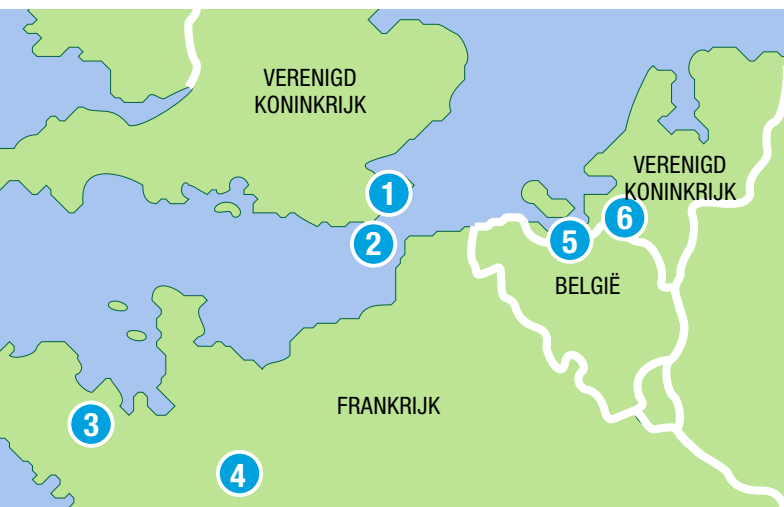 VERENIGD
KONINKRIJK
VERENIGD
KONINKRIJK
1
6
2
5
BELGIË
FRANKRIJK
3
4